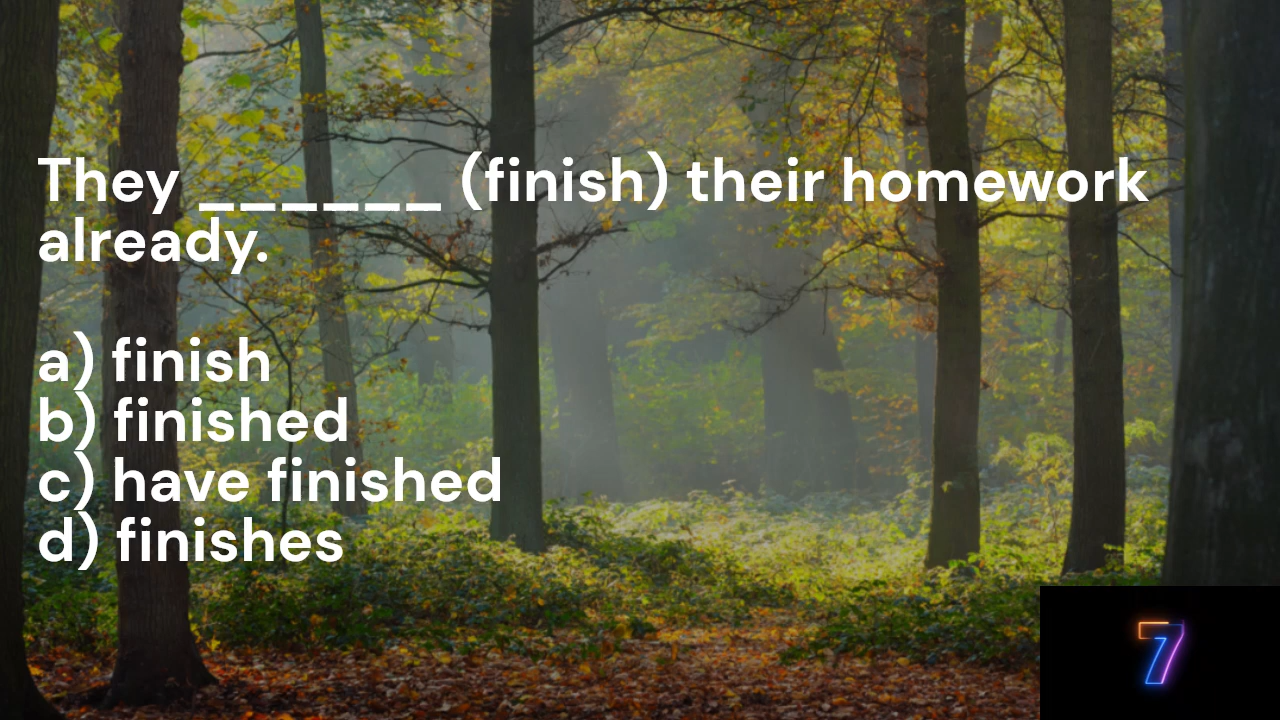 They ______ (finish) their homework
already.
a) finish
b) finished
c) have finished
d) finishes
7